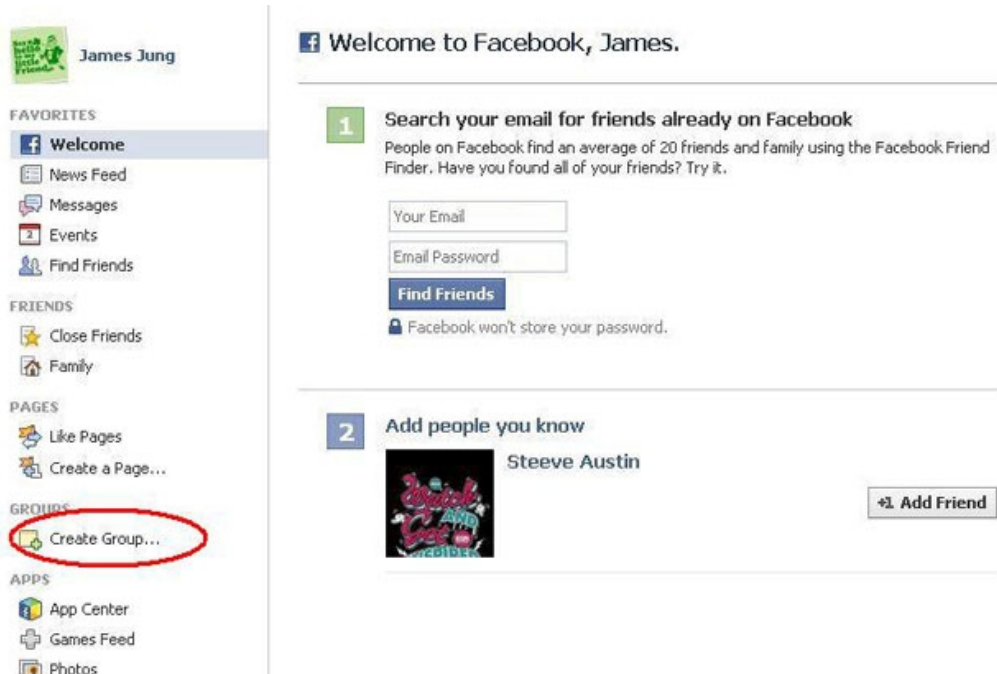 James Jung
FAVORITES
Welcome
News Feed
Messages
2
Events
Find Friends
FRIENDS
Close Friends
Family
PAGES
Like Pages
Create a Page...
GROUPS
Create Group...
APPS
App Center
Games Feed
Photos
Welcome to Facebook, James.
1
Search your email for friends already on Facebook
People on Facebook find an average of 20 friends and family using the Facebook Friend
Finder. Have you found all of your friends? Try it.
Your Email
Email Password
Find Friends
Facebook won't store your password.
2
Add people you know
Steeve Austin
AND
+1 Add Friend